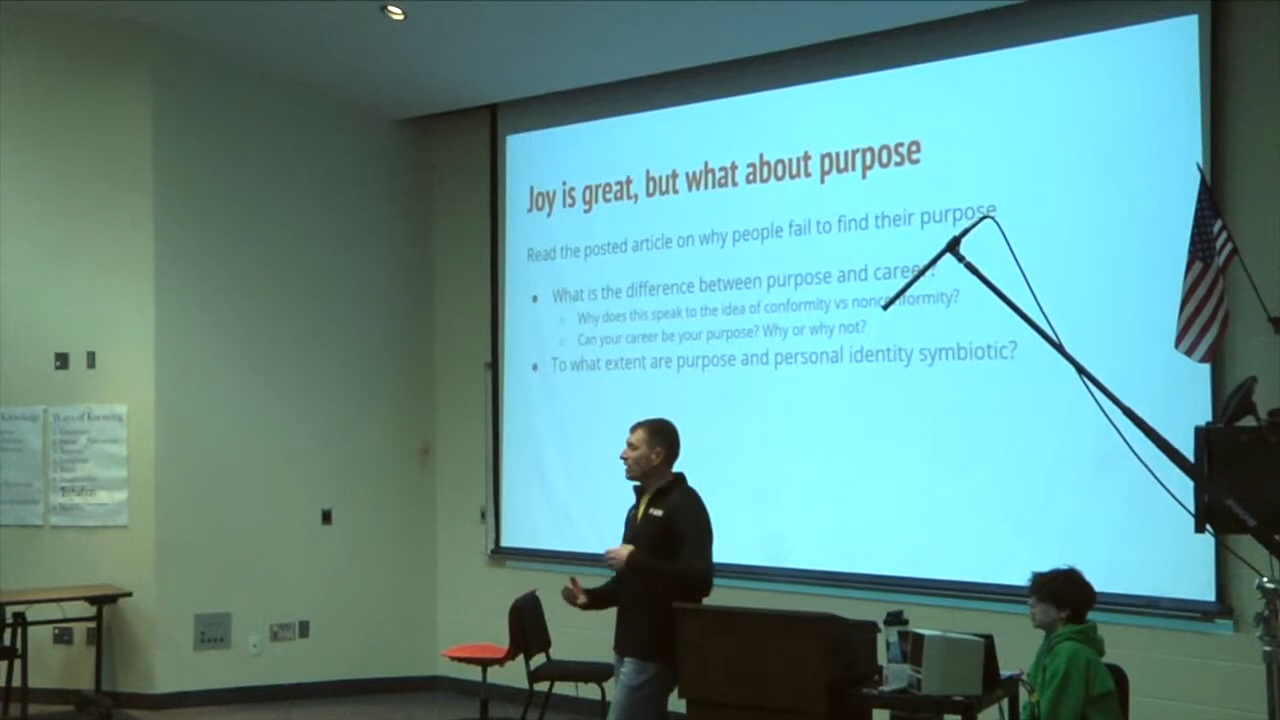 Joy is great, but what about purpose
Read the posted article on why people fail to find their purpose
What is the difference between purpose and career?
Why does this speak to the idea of conformity vs nonconformity?
Can your career be your purpose? Why or why not?
To what extent are purpose and personal identity symbiotic?
Knowledge
Ways of Knowing